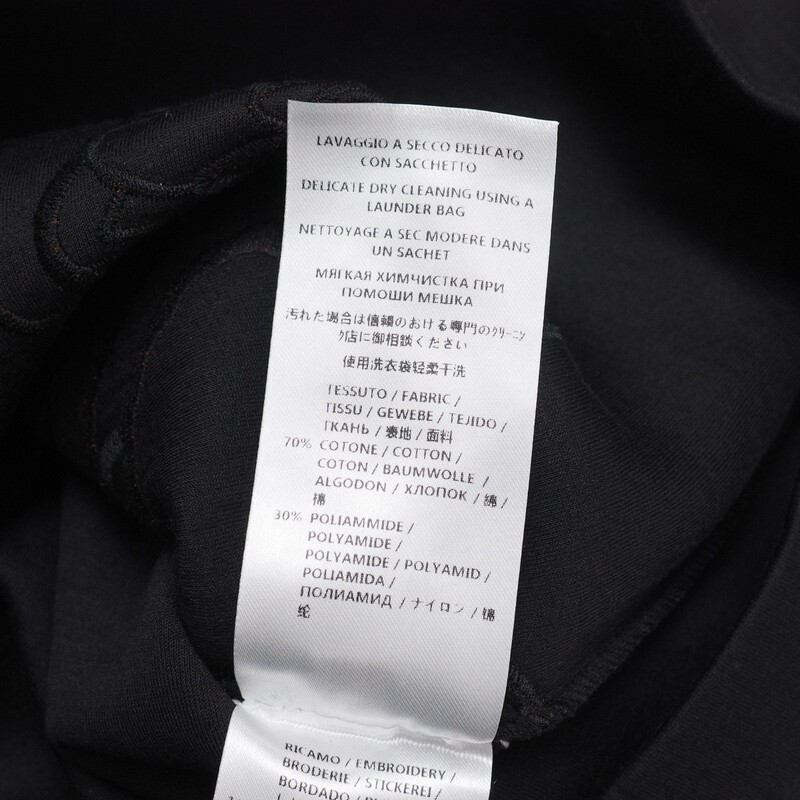 LAVAGGIO A SECCO DELICATO
CON SACCHETTO
DELICATE DRY CLEANING USING A
LAUNDER BAG
NETTOYAGE A SEC MODERE DANS
UN SACHET
МЯГКАЯ ХИМЧИСТКА ПРИ
ПОМОШИ МЕШКА
汚れた場合は信頼のおける専門のクリーニン
グ店に御相談ください
使用洗衣袋轻柔干洗
TESSUTO / FABRIC /
TISSU / GEWEBE / TEJIDO /
ТКАНЬ / 表地 / 面料
70% COTONE / COTTON /
COTON / BAUMWOLLE /
ALGODON / ХЛОПОК / 綿 /
棉
30% POLIAMMIDE /
POLYAMIDE /
POLYAMIDE / POLYAMID /
POLIAMIDA /
ПОЛИАМИД / ナイロン / 锦
纶
RICAMO / EMBROIDERY /
BRODERIE / STICKEREI /
BORDADO /